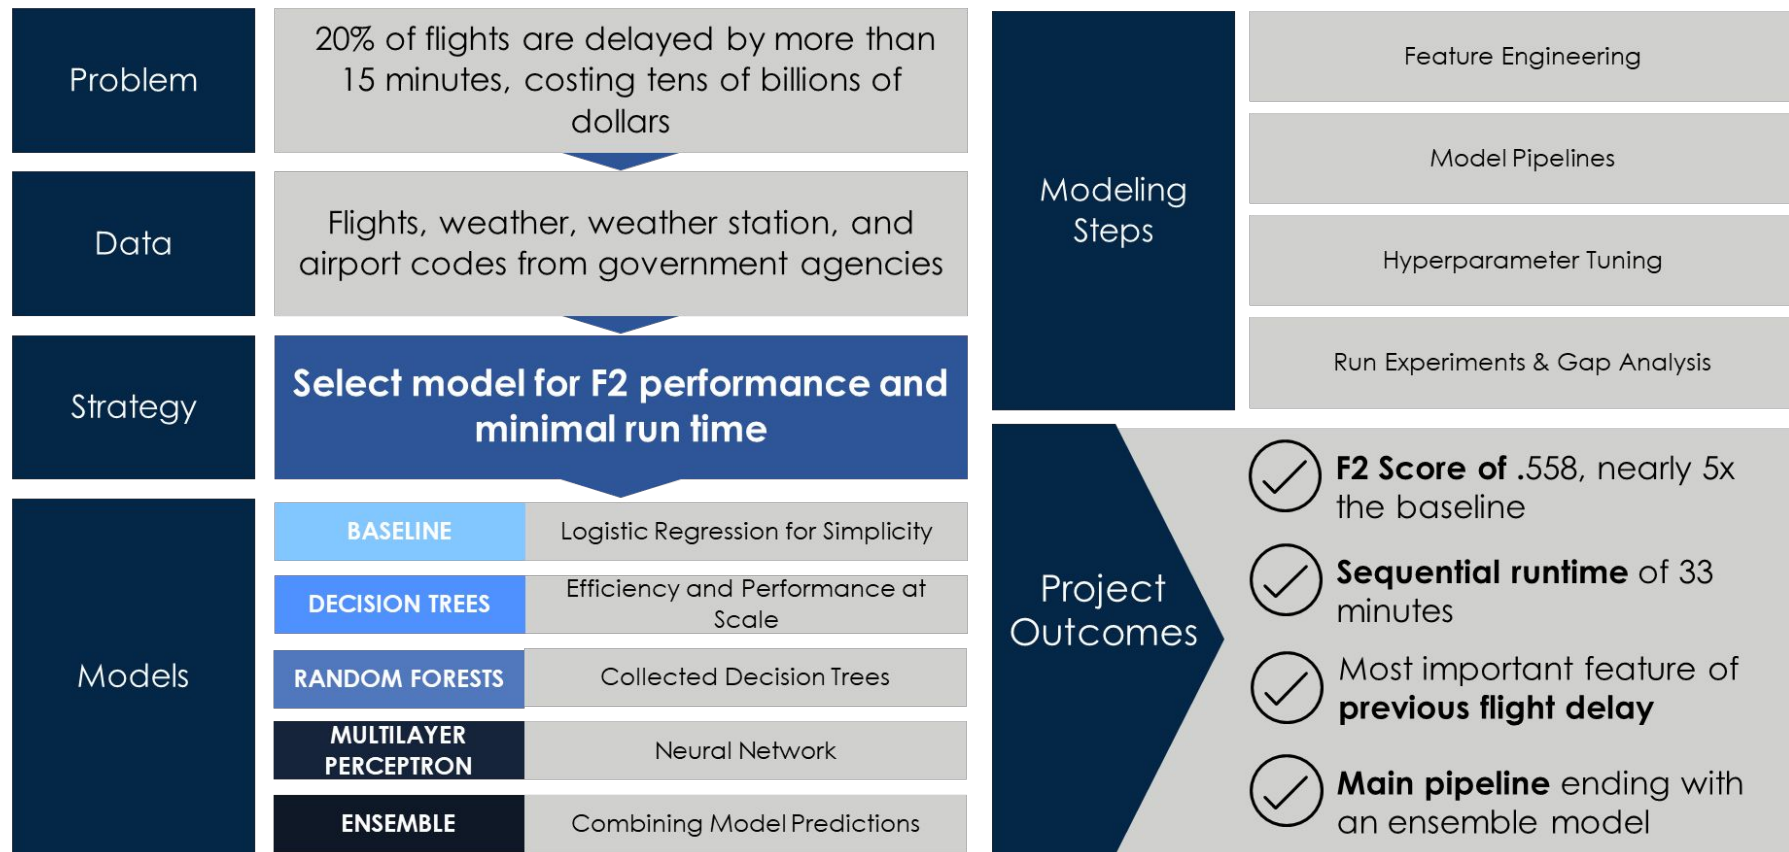 Problem
20% of flights are delayed by more than
15 minutes, costing tens of billions of
dollars
Data
Flights, weather, weather station, and
airport codes from government agencies
Strategy
Select model for F2 performance and
minimal run time
Models
BASELINE
Logistic Regression for Simplicity
DECISION TREES
Efficiency and Performance at
Scale
RANDOM FORESTS
Collected Decision Trees
MULTILAYER
PERCEPTRON
Neural Network
ENSEMBLE
Combining Model Predictions
Modeling
Steps
Feature Engineering
Model Pipelines
Hyperparameter Tuning
Run Experiments & Gap Analysis
Project
Outcomes
F2 Score of .558, nearly 5x
the baseline
Sequential runtime of 33
minutes
Most important feature of
previous flight delay
Main pipeline ending with
an ensemble model